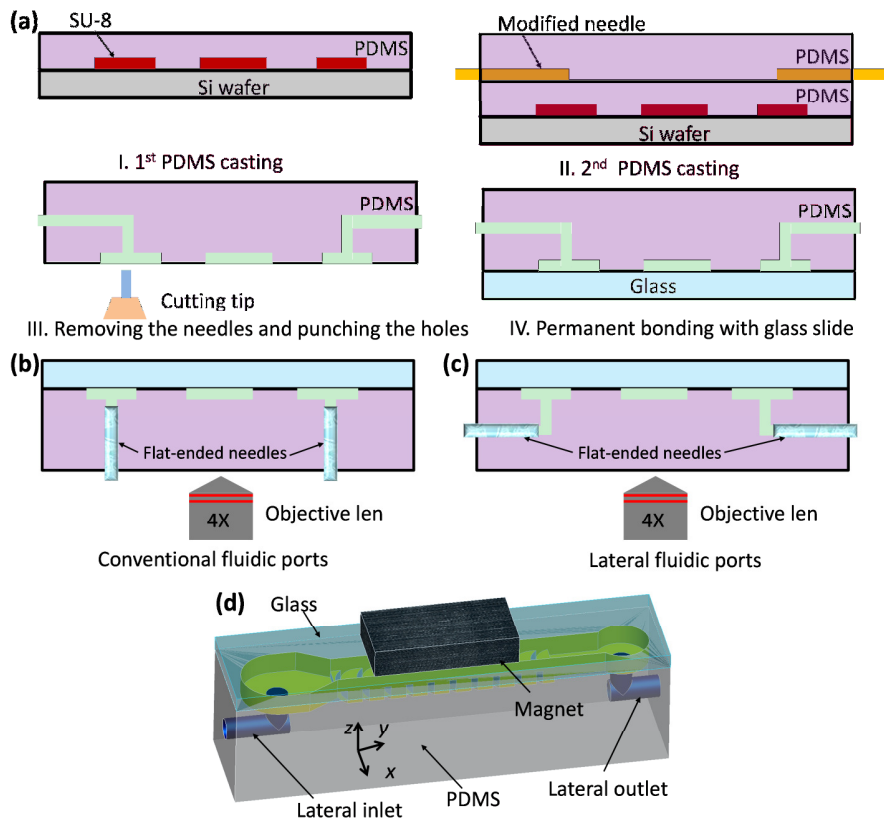 (a)
SU-8
PDMS
Si wafer
I. 1st PDMS casting
Modified needle
PDMS
PDMS
Si wafer
II. 2nd PDMS casting
PDMS
Cutting tip
III. Removing the needles and punching the holes
PDMS
Glass
IV. Permanent bonding with glass slide
(b)
Flat-ended needles
4X
Objective len
Conventional fluidic ports
(c)
Flat-ended needles
4X
Objective len
Lateral fluidic ports
(d)
Glass
Magnet
z
y
x
Lateral inlet
PDMS
Lateral outlet